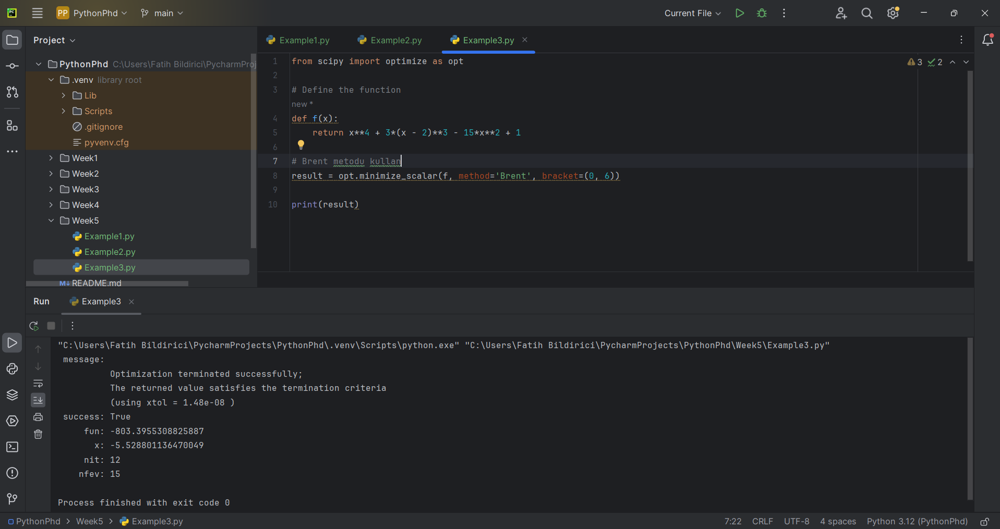 PC
PP PythonPhd main Current File
Project
Example1.py Example2.py Example3.py
PythonPhd C:\Users\Fatih Bildirici\PycharmProj
.venv library root
Lib
Scripts
.gitignore
pyvenv.cfg
Week1
Week2
Week3
Week4
Week5
Example1.py
Example2.py
Example3.py
M↓ README.md
3 2
1 from scipy import optimize as opt
2
3 # Define the function
new *
4 def f(x):
5 return x**4 + 3*(x - 2)**3 - 15*x**2 + 1
6
7 # Brent metodu kullan
8 result = opt.minimize_scalar(f, method='Brent', bracket=(0, 6))
9
10 print(result)
Run Example3
"C:\Users\Fatih Bildirici\PycharmProjects\PythonPhd\.venv\Scripts\python.exe" "C:\Users\Fatih Bildirici\PycharmProjects\PythonPhd\Week5\Example3.py"
message:
Optimization terminated successfully;
The returned value satisfies the termination criteria
(using xtol = 1.48e-08 )
success: True
fun: -803.3955308825887
x: -5.528801136470049
nit: 12
nfev: 15
Process finished with exit code 0
PythonPhd > Week5 > Example3.py 7:22 CRLF UTF-8 4 spaces Python 3.12 (PythonPhd)